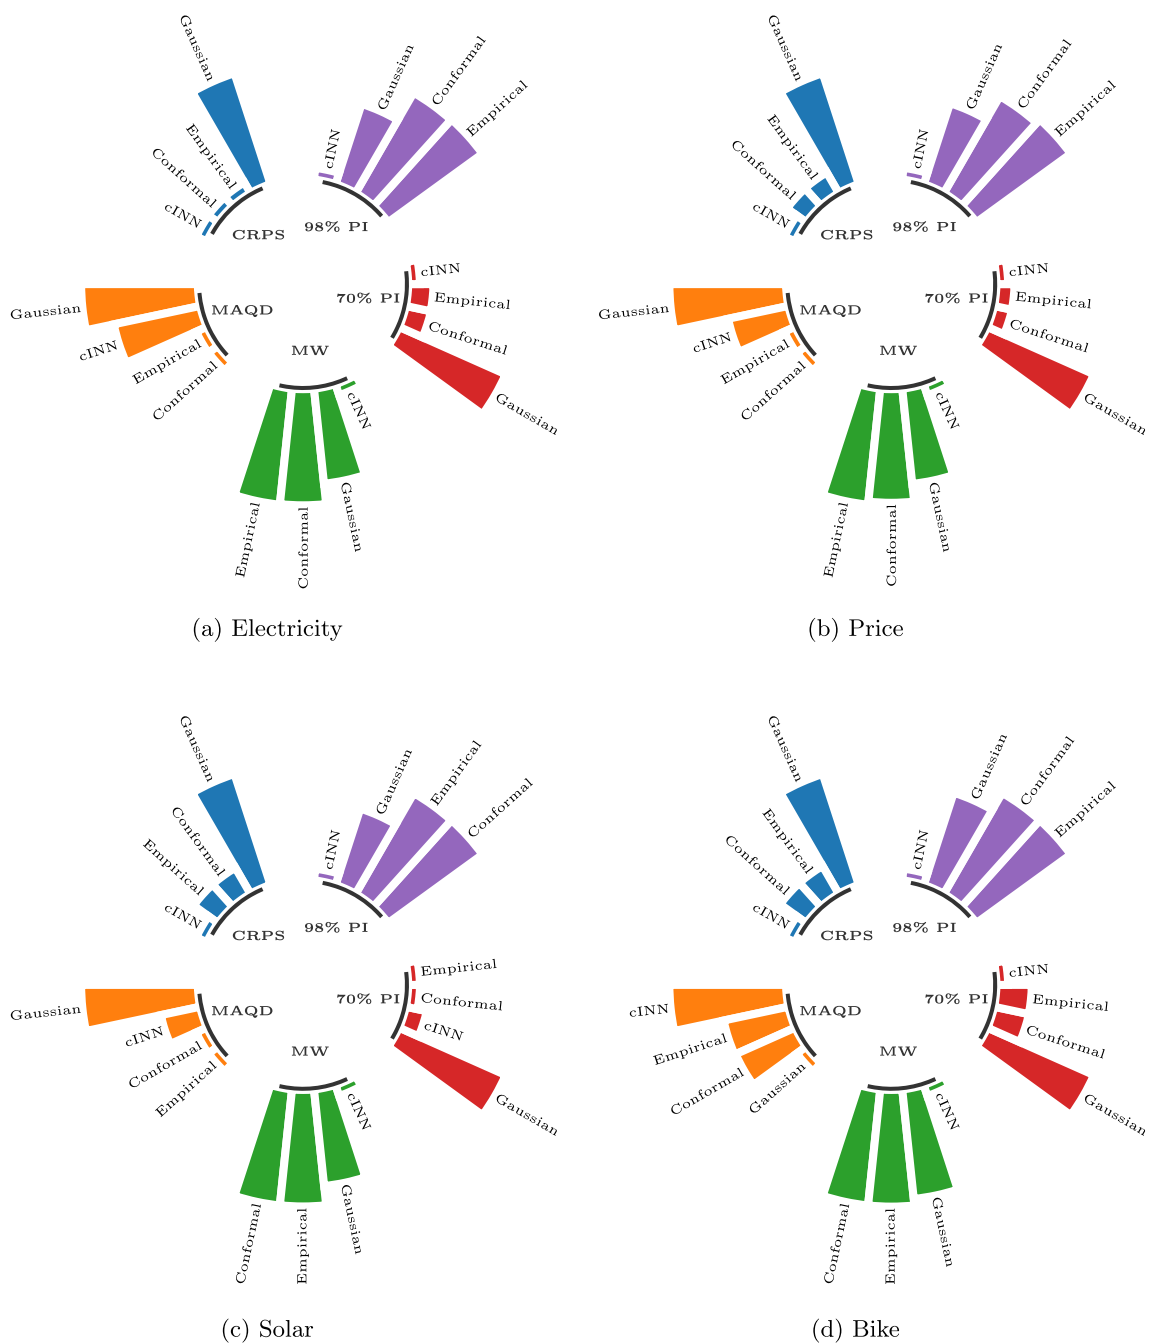 Gaussian
Empirical
Conformal
cINN
CRPS
cINN
Gaussian
Conformal
Empirical
98% PI
cINN
Empirical
Conformal
Gaussian
70% PI
Gaussian
cINN
Empirical
Conformal
MAQD
MW
cINN
Gaussian
Conformal
Empirical
(a) Electricity
Gaussian
Empirical
Conformal
cINN
CRPS
cINN
Gaussian
Conformal
Empirical
98% PI
cINN
Empirical
Conformal
Gaussian
70% PI
Gaussian
cINN
Empirical
Conformal
MAQD
MW
cINN
Gaussian
Conformal
Empirical
(b) Price
Gaussian
Conformal
Empirical
cINN
CRPS
cINN
Gaussian
Empirical
Conformal
98% PI
Empirical
Conformal
cINN
Gaussian
70% PI
Gaussian
cINN
Conformal
Empirical
MAQD
MW
cINN
Gaussian
Empirical
Conformal
(c) Solar
Gaussian
Empirical
Conformal
cINN
CRPS
cINN
Gaussian
Conformal
Empirical
98% PI
cINN
Empirical
Conformal
Gaussian
70% PI
cINN
Empirical
Conformal
Gaussian
MAQD
MW
cINN
Gaussian
Empirical
Conformal
(d) Bike